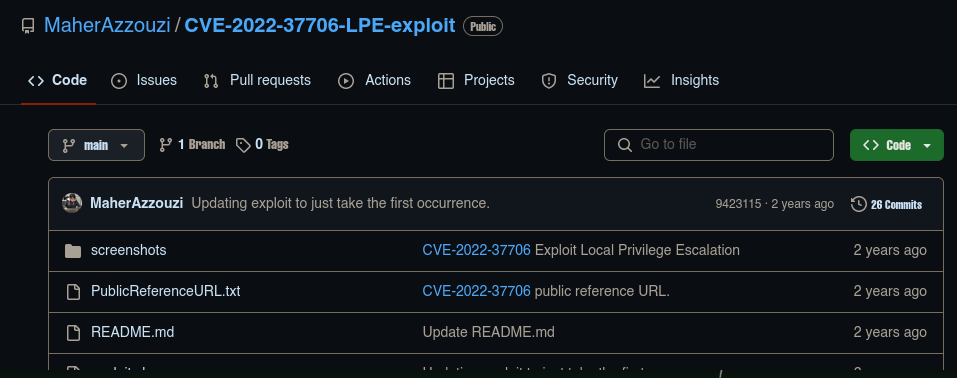 MaherAzzouzi / CVE-2022-37706-LPE-exploit Public
Code Issues Pull requests Actions Projects Security Insights
main 1 Branch 0 Tags Go to file Code
MaherAzzouzi Updating exploit to just take the first occurrence. 9423115 · 2 years ago 26 Commits
screenshots CVE-2022-37706 Exploit Local Privilege Escalation 2 years ago
PublicReferenceURL.txt CVE-2022-37706 public reference URL. 2 years ago
README.md Update README.md 2 years ago